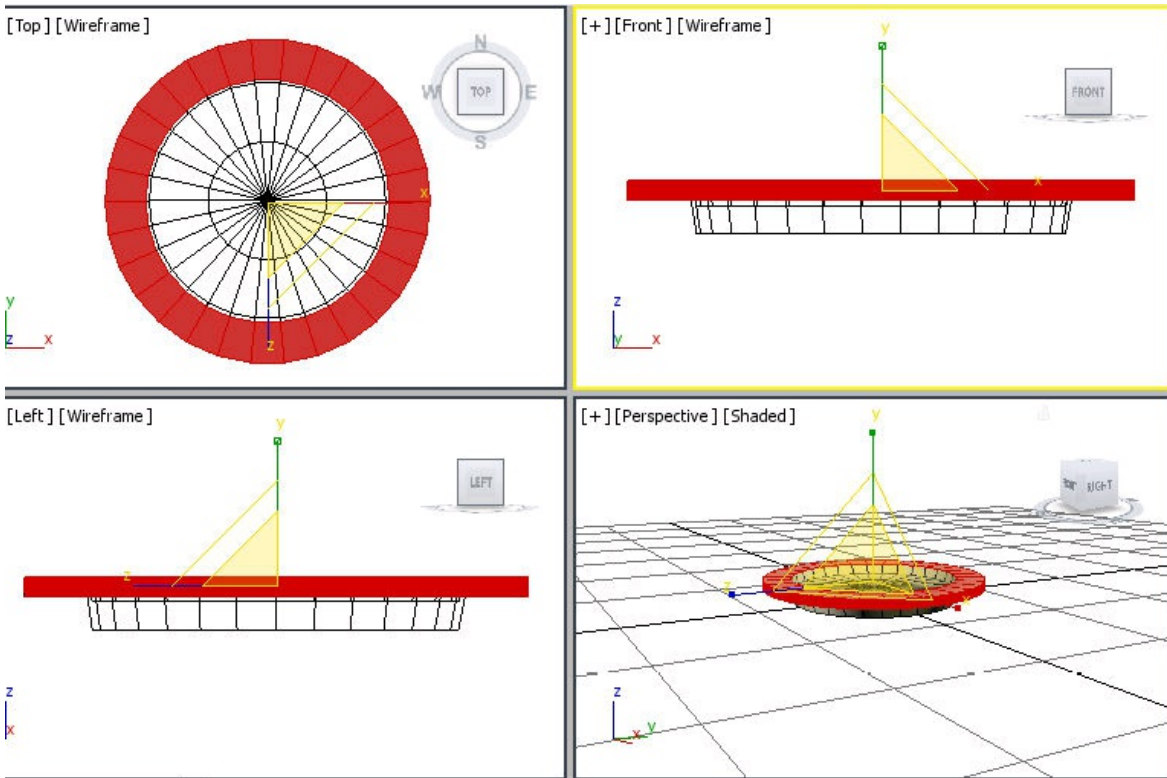 [Top] [Wireframe]
N
W TOP E
S
x
z
y
z x
[+] [Front] [Wireframe]
y
FRONT
x
z
y x
[Left] [Wireframe]
y
LEFT
z
z
x
[+] [Perspective] [Shaded]
y
RIGHT
z
x
z
x y